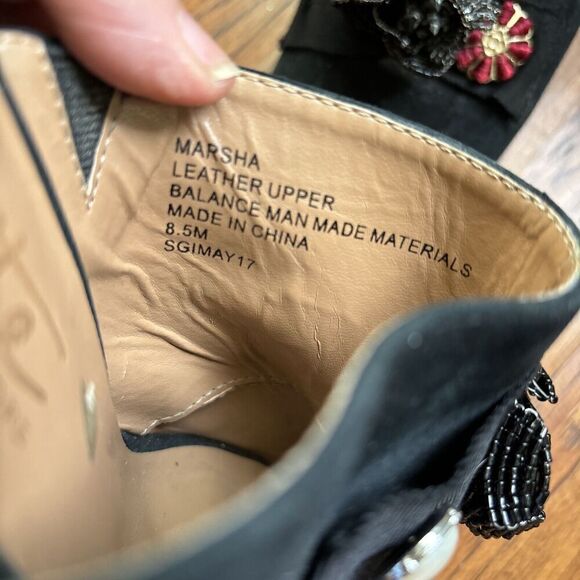 MARSHA
LEATHER UPPER
BALANCE MAN MADE MATERIALS
MADE IN CHINA
8.5M
SGIMAY17